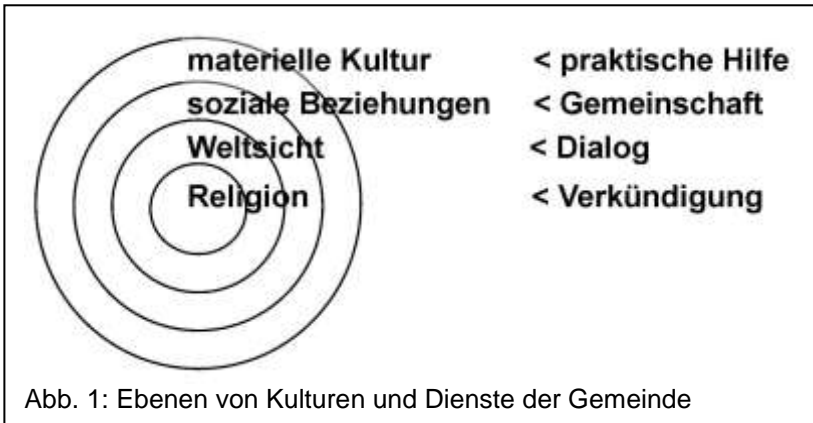 materielle Kultur < praktische Hilfe
soziale Beziehungen < Gemeinschaft
Weltsicht < Dialog
Religion < Verkündigung
Abb. 1: Ebenen von Kulturen und Dienste der Gemeinde